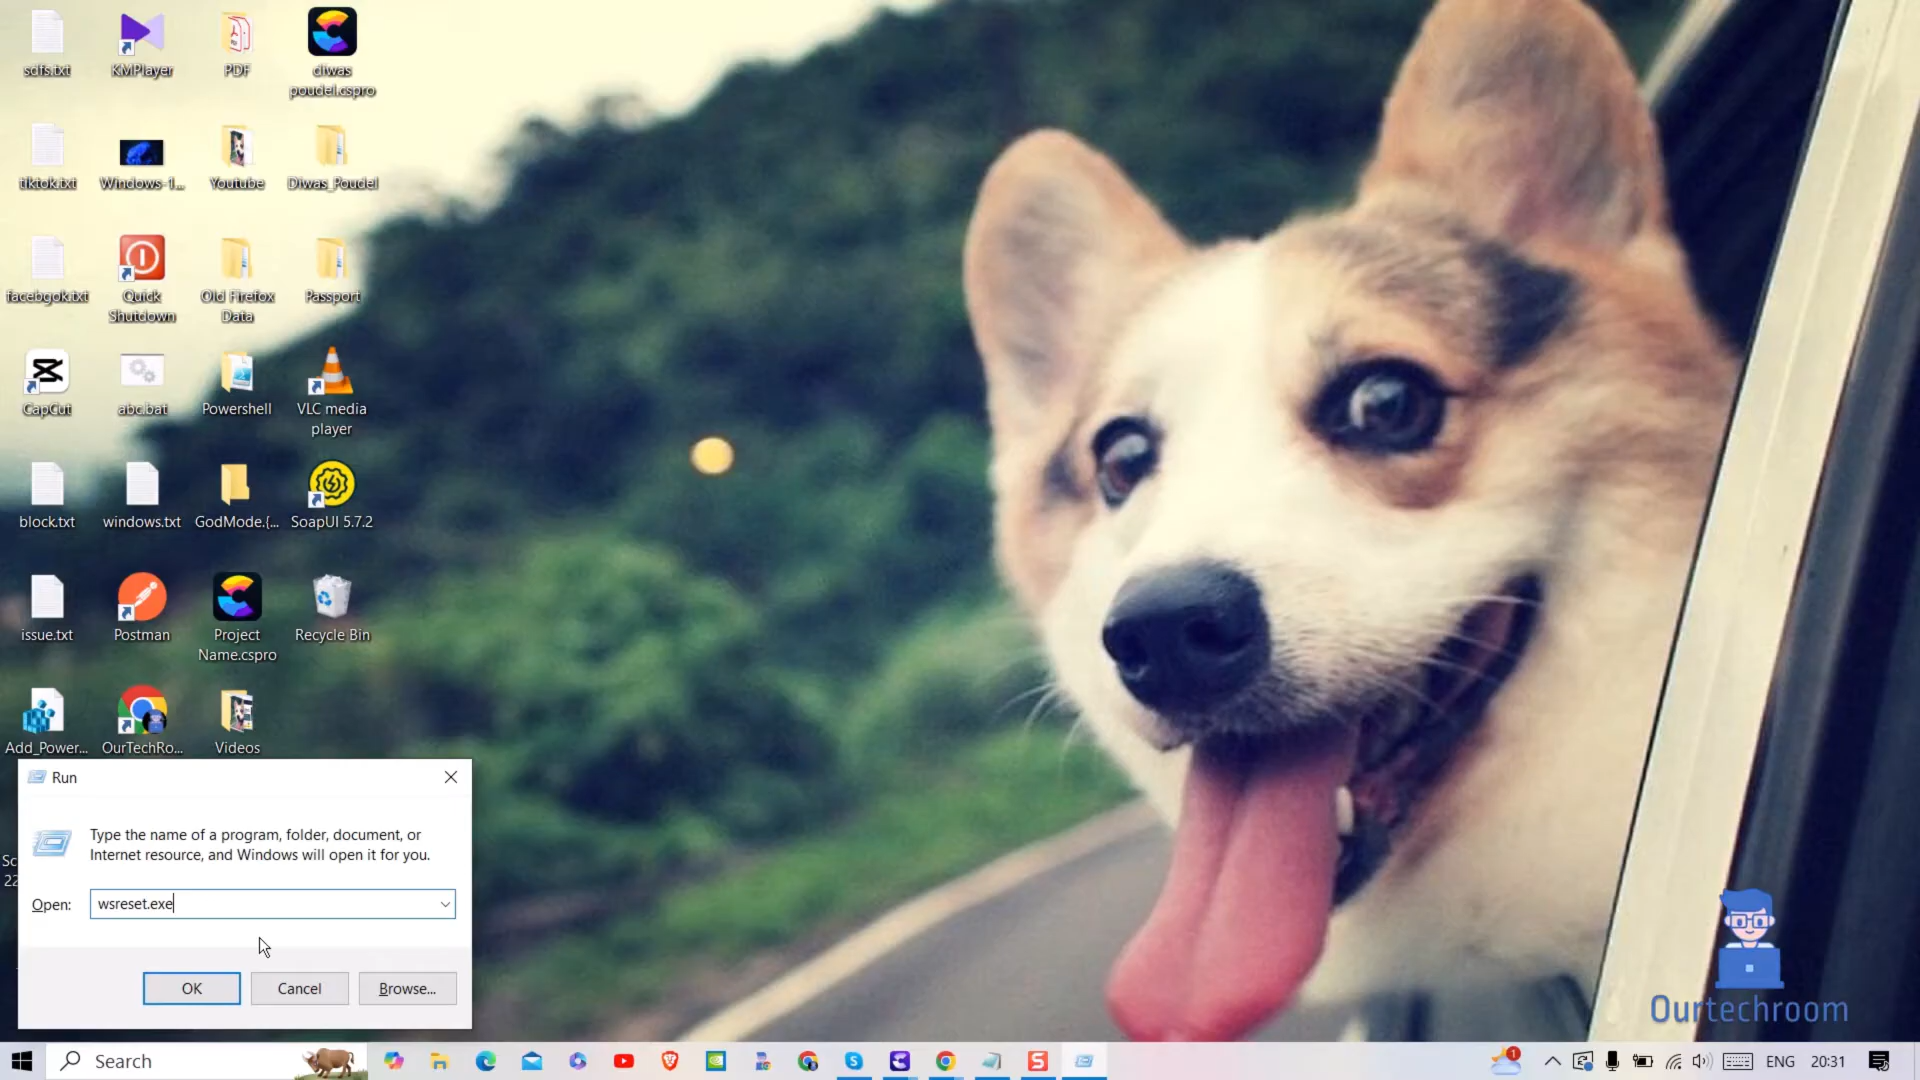 sdfs.txt
KMPlayer
PDF
diwas
poudel.cspro
tiktok.txt
Windows-1...
Youtube
Diwas_Poudel
facebgok.txt
Quick
Shutdown
Old Firefox
Data
Passport
CapCut
abc.bat
Powershell
VLC media
player
block.txt
windows.txt
GodMode.{...
SoapUI 5.7.2
issue.txt
Postman
Project
Name.cspro
Recycle Bin
Add_Power...
OurTechRo...
Videos
Sc
22
Run
Type the name of a program, folder, document, or
Internet resource, and Windows will open it for you.
Open:
wsreset.exe
OK
Cancel
Browse...
Ourtechroom
Search
1
ENG
20:31